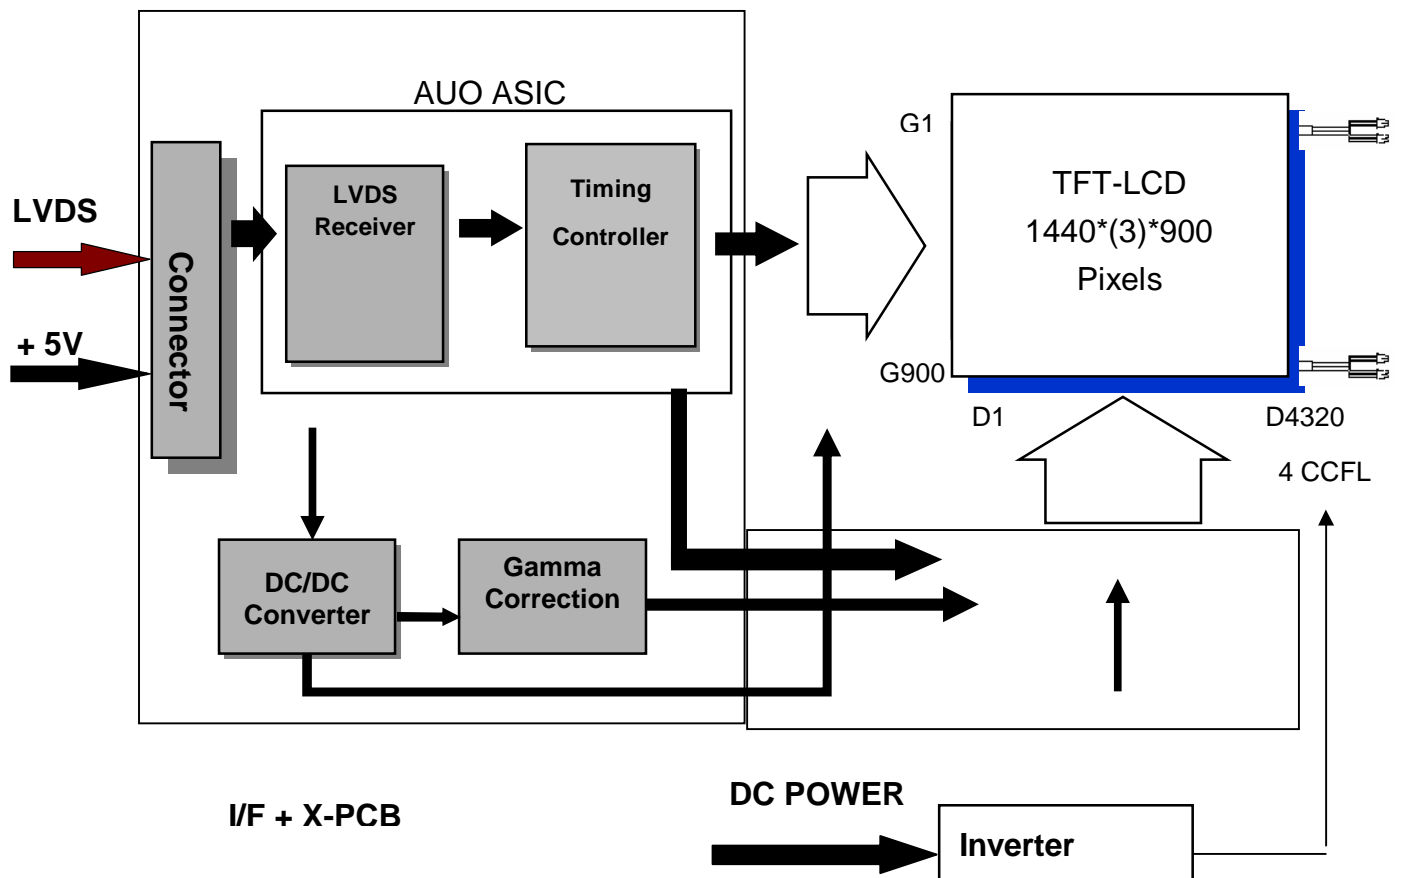 AUO ASIC
LVDS
+ 5V
Connector
LVDS
Receiver
Timing
Controller
G1
G900
TFT-LCD
1440*(3)*900
Pixels
D1
D4320
4 CCFL
DC/DC
Converter
Gamma
Correction
I/F + X-PCB
DC POWER
Inverter